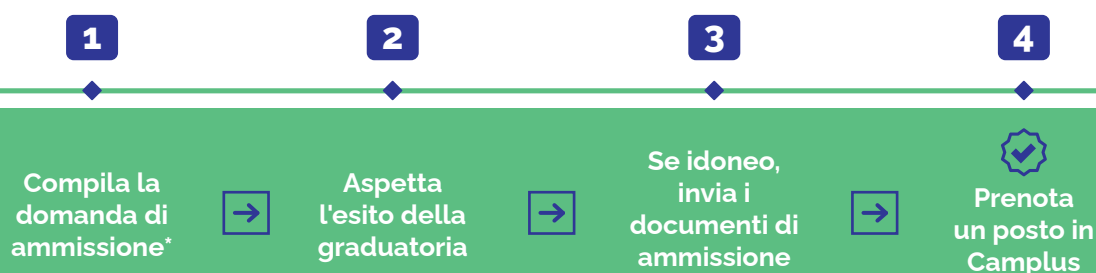 1
2
3
4
Compila la
domanda di
ammissione*
Aspetta
l'esito della
graduatoria
Se idoneo,
invia i
documenti di
ammissione
Prenota
un posto in
Camplus